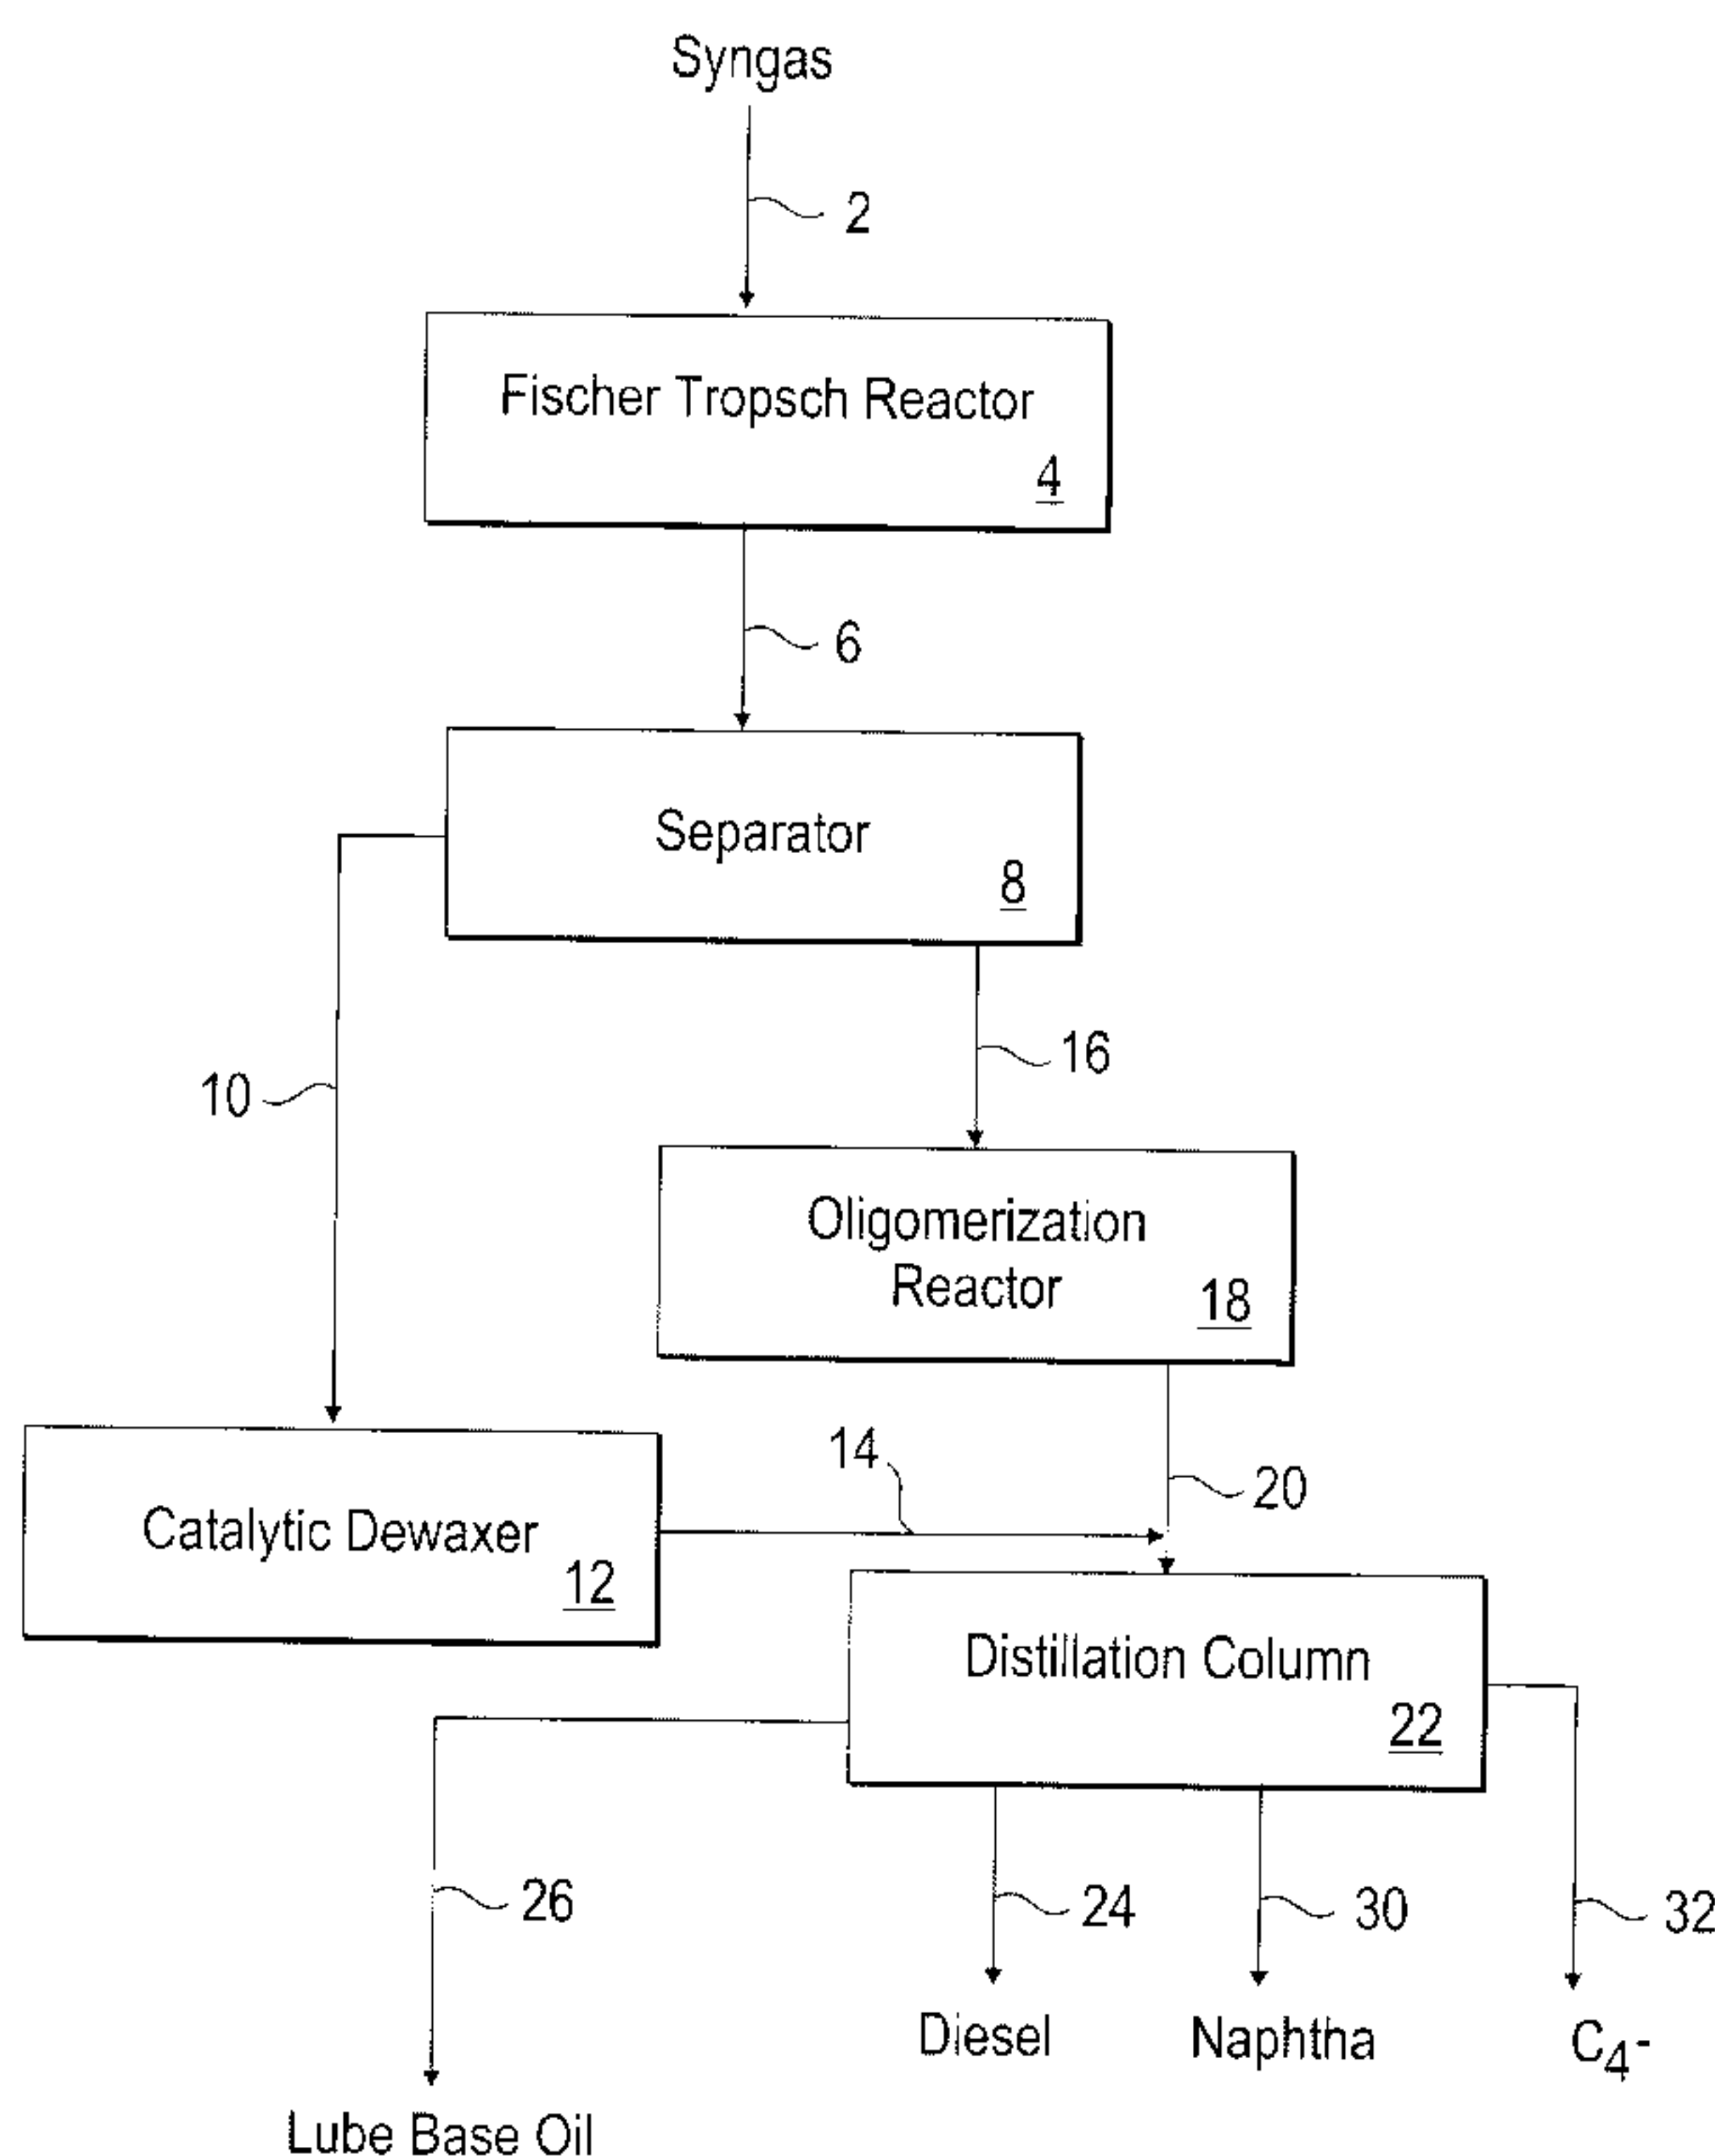 Syngas
2
Fischer Tropsch Reactor
4
6
Separator
8
16
10
Oligomerization
Reactor
18
14
20
Catalytic Dewaxer
12
Distillation Column
22
26
24
30
32
Diesel
Naphtha
C₄-
Lube Base Oil